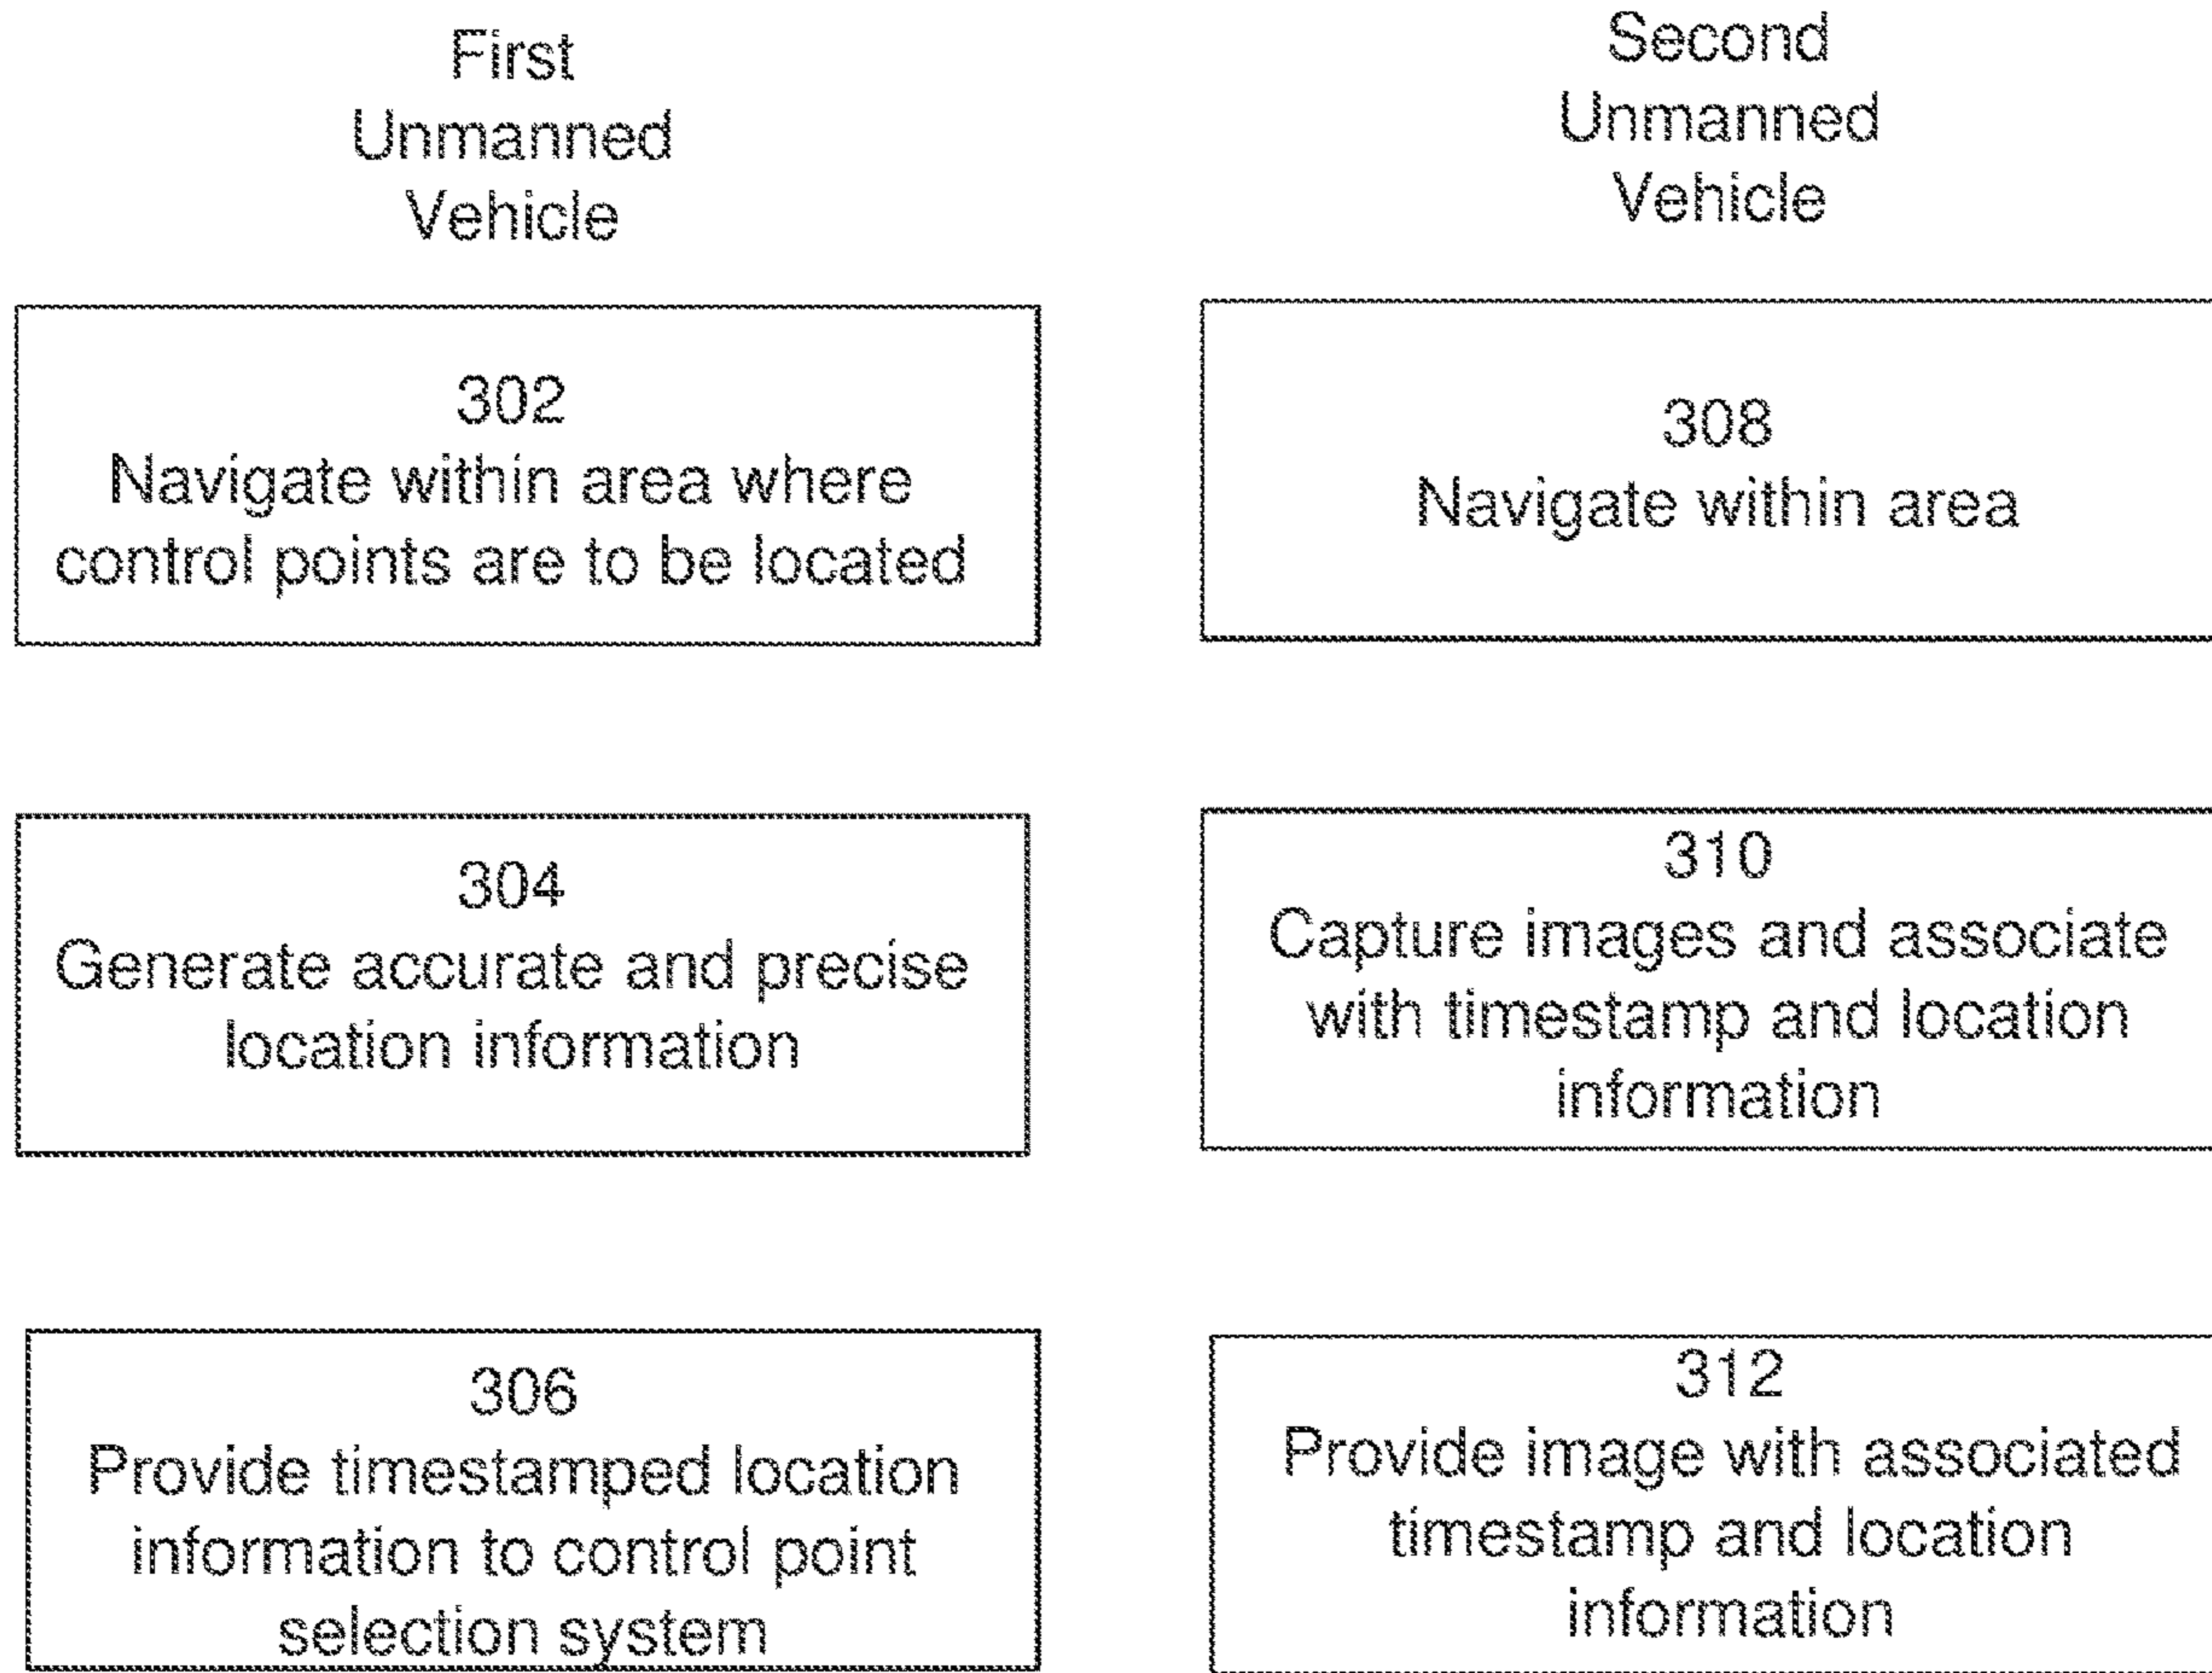 First
Unmanned
Vehicle
302
Navigate within area where
control points are to be located
304
Generate accurate and precise
location information
306
Provide timestamped location
information to control point
selection system
Second
Unmanned
Vehicle
308
Navigate within area
310
Capture images and associate
with timestamp and location
information
312
Provide image with associated
timestamp and location
information